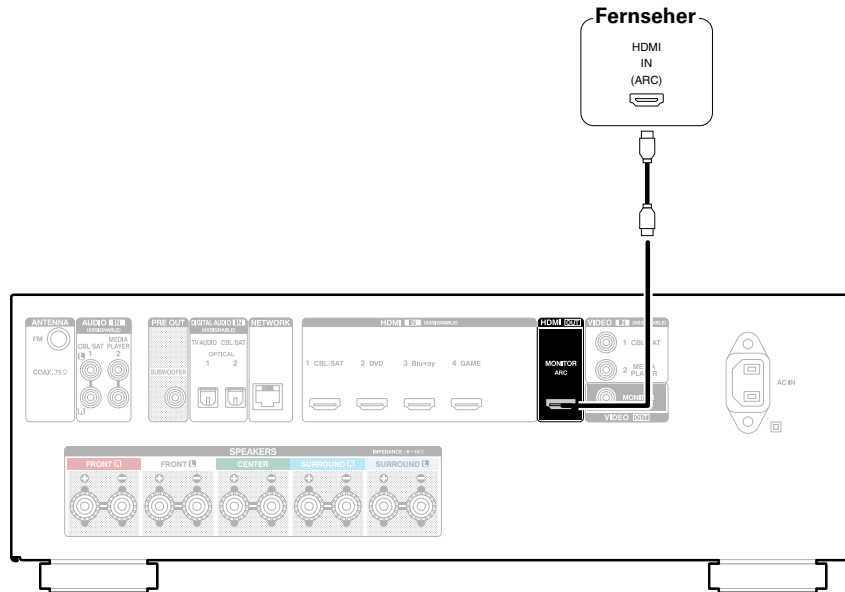 Fernseher
HDMI
IN
(ARC)
ANTENNA
FM
COAX.75Ω
AUDIO IN
(ASSIGNABLE)
CBL/SAT
1
MEDIA
PLAYER
2
L
R
PRE OUT
SUBWOOFER
DIGITAL AUDIO IN
(ASSIGNABLE)
TV AUDIO CBL/SAT
OPTICAL
1 2
NETWORK
HDMI IN (ASSIGNABLE)
1 CBL/SAT 2 DVD 3 Blu-ray 4 GAME
HDMI OUT
MONITOR
ARC
VIDEO IN (ASSIGNABLE)
1 CBL/SAT
2 MEDIA
PLAYER
MONITOR
VIDEO OUT
AC IN
SPEAKERS
FRONT R FRONT L CENTER SURROUND R SURROUND L